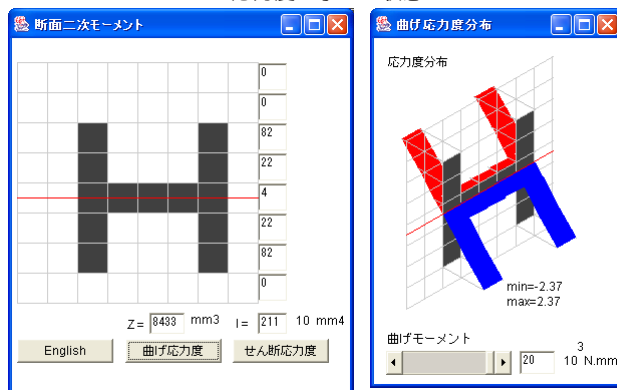 断面二次モーメント
0
0
82
22
4
22
82
0
Z= 8433 mm3 I= 211 10 mm4
English 曲げ応力度 せん断応力度
曲げ応力度分布
応力度分布
min=-2.37
max=2.37
曲げモーメント
3
20 10 N.mm